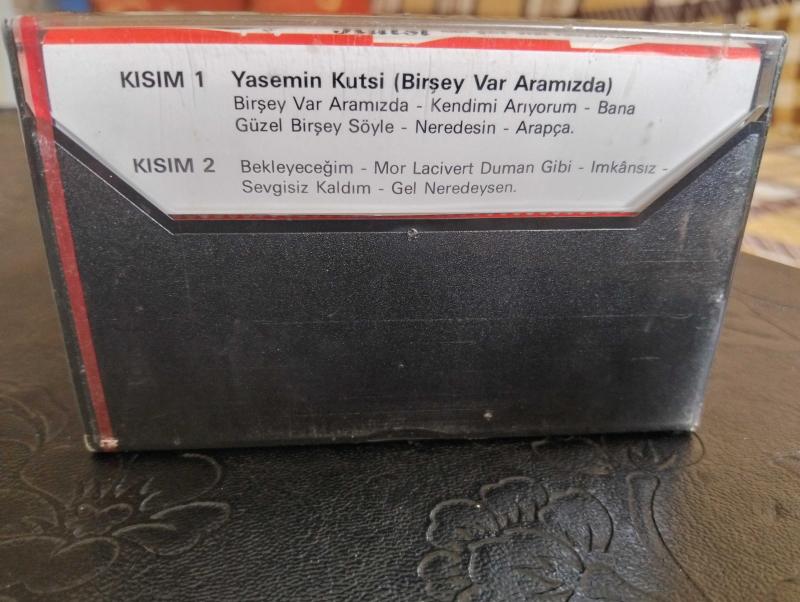 KISIM 1 Yasemin Kutsi (Birşey Var Aramızda)
Birşey Var Aramızda - Kendimi Arıyorum - Bana
Güzel Birşey Söyle - Neredesin - Arapça.
KISIM 2 Bekleyeceğim - Mor Lacivert Duman Gibi - Imkânsız -
Sevgisiz Kaldım - Gel Neredeysen.